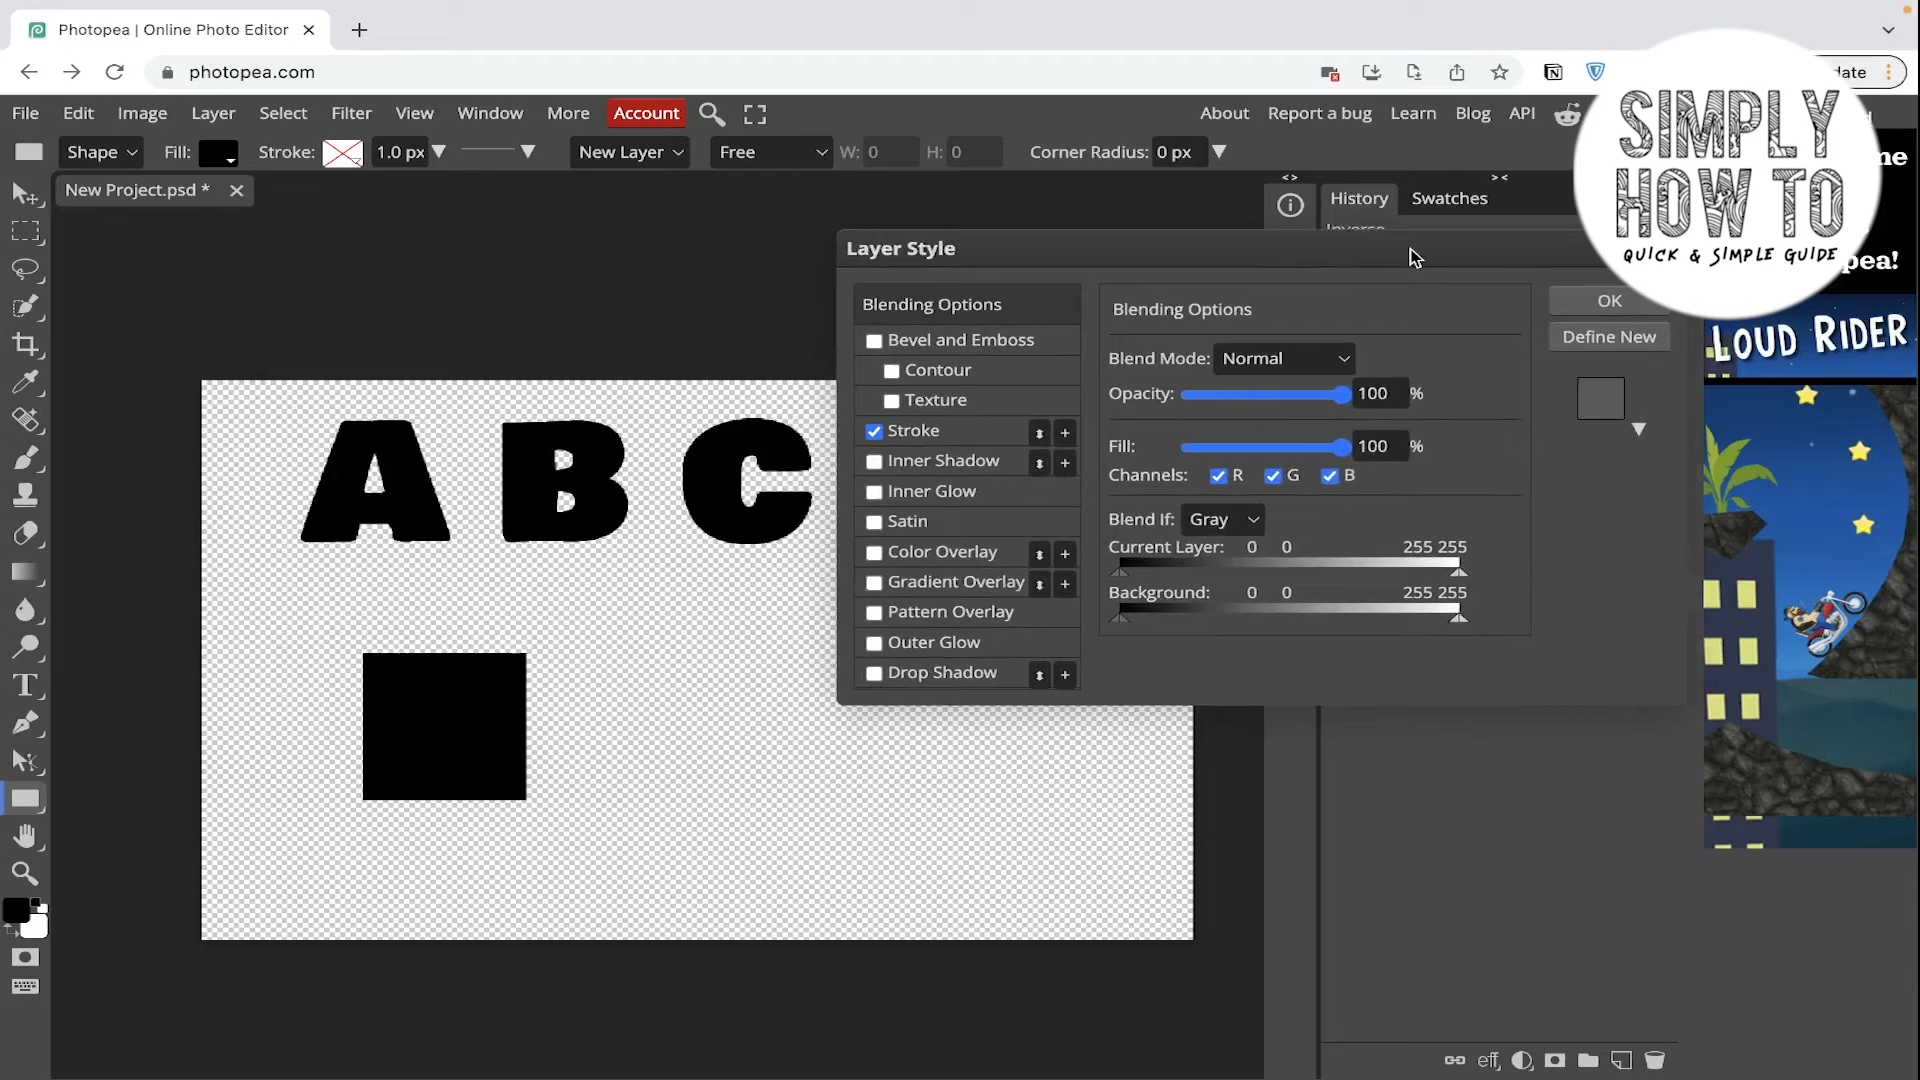 Photopea | Online Photo Editor
photopea.com
File Edit Image Layer Select Filter View Window More Account
About Report a bug Learn Blog API
Shape Fill: Stroke: 1.0 px New Layer Free W: 0 H: 0 Corner Radius: 0 px
New Project.psd *
History Swatches
Inverse
SIMPLY
HOW TO
QUICK & SIMPLE GUIDE
pea!
LOUD RIDER
Layer Style
Blending Options
Bevel and Emboss
Contour
Texture
Stroke
Inner Shadow
Inner Glow
Satin
Color Overlay
Gradient Overlay
Pattern Overlay
Outer Glow
Drop Shadow
Blending Options
Blend Mode: Normal
Opacity: 100 %
Fill: 100 %
Channels: R G B
Blend If: Gray
Current Layer: 0 0 255 255
Background: 0 0 255 255
OK
Define New
A B C
eff